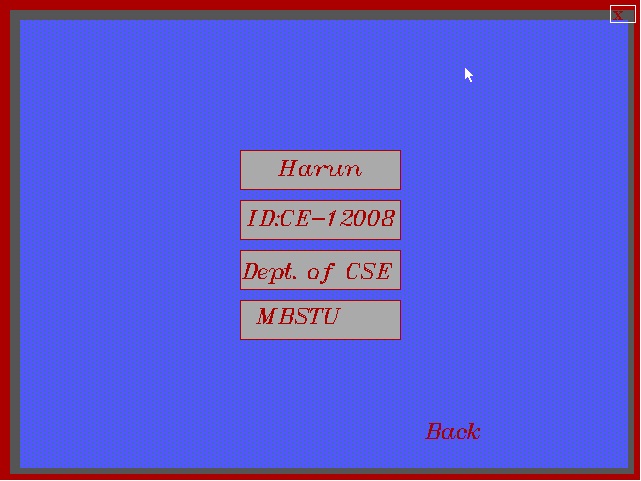 X
Harun
ID:CE-12008
Dept. of CSE
MBSTU
Back